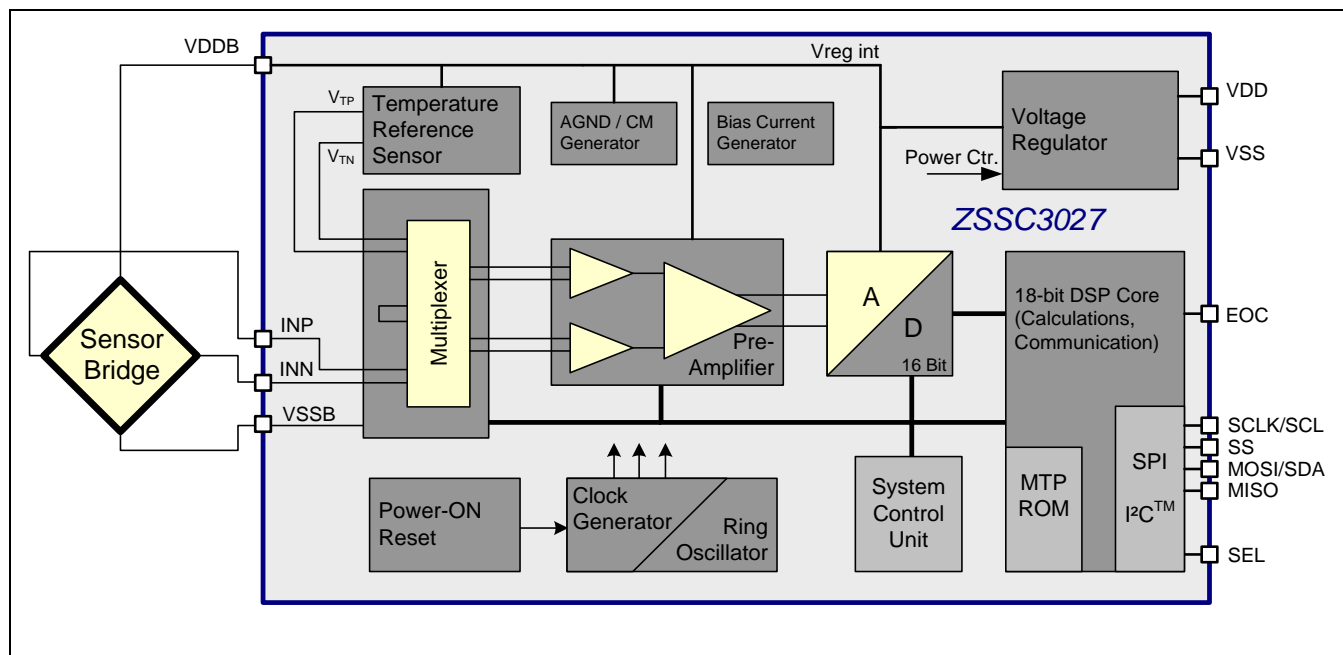 VDDB
Vreg int
VTP
Temperature
Reference
Sensor
VTN
AGND / CM
Generator
Bias Current
Generator
Voltage
Regulator
VDD
VSS
Power Ctr.
ZSSC3027
Sensor
Bridge
INP
INN
VSSB
Multiplexer
Pre-
Amplifier
A
D
16 Bit
18-bit DSP Core
(Calculations,
Communication)
EOC
SCLK/SCL
SS
MOSI/SDA
MISO
SEL
SPI
I²C™
MTP
ROM
System
Control
Unit
Power-ON
Reset
Clock
Generator
Ring
Oscillator